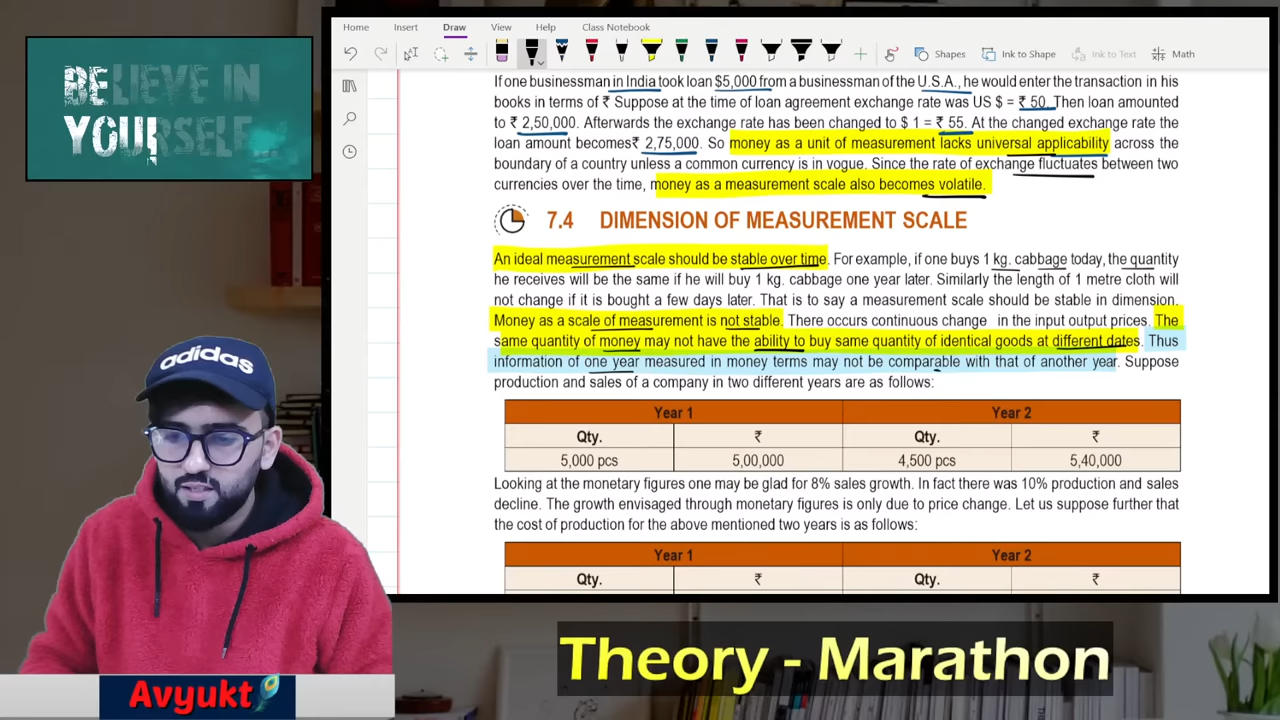 BELIEVE IN
YOURSELF...
Home Insert Draw View Help Class Notebook
Shapes Ink to Shape Ink to Text Math
If one businessman in India took loan $5,000 from a businessman of the U.S.A., he would enter the transaction in his
books in terms of ₹ Suppose at the time of loan agreement exchange rate was US $ = ₹ 50. Then loan amounted
to ₹ 2,50,000. Afterwards the exchange rate has been changed to $ 1 = ₹ 55. At the changed exchange rate the
loan amount becomes₹ 2,75,000. So money as a unit of measurement lacks universal applicability across the
boundary of a country unless a common currency is in vogue. Since the rate of exchange fluctuates between two
currencies over the time, money as a measurement scale also becomes volatile.
7.4 DIMENSION OF MEASUREMENT SCALE
An ideal measurement scale should be stable over time. For example, if one buys 1 kg. cabbage today, the quantity
he receives will be the same if he will buy 1 kg. cabbage one year later. Similarly the length of 1 metre cloth will
not change if it is bought a few days later. That is to say a measurement scale should be stable in dimension.
Money as a scale of measurement is not stable. There occurs continuous change in the input output prices. The
same quantity of money may not have the ability to buy same quantity of identical goods at different dates. Thus
information of one year measured in money terms may not be comparable with that of another year. Suppose
production and sales of a company in two different years are as follows:
Year 1 Year 2
Qty. ₹ Qty. ₹
5,000 pcs 5,00,000 4,500 pcs 5,40,000
Looking at the monetary figures one may be glad for 8% sales growth. In fact there was 10% production and sales
decline. The growth envisaged through monetary figures is only due to price change. Let us suppose further that
the cost of production for the above mentioned two years is as follows:
Year 1 Year 2
Qty. ₹ Qty. ₹
adidas
Avyukt
Theory - Marathon